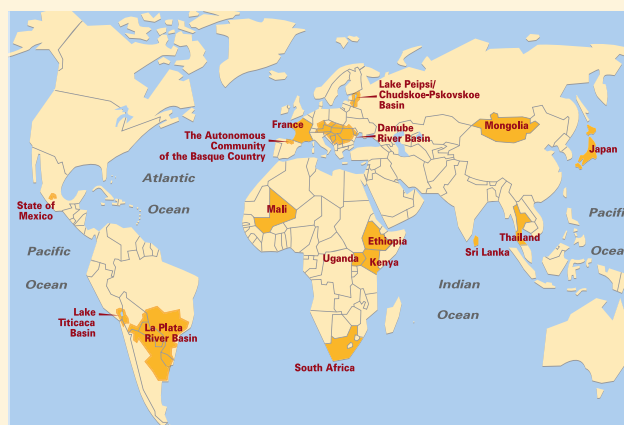 Lake Peipsi/
Chudskoe-Pskovskoe
Basin
France
Danube
River Basin
Mongolia
The Autonomous
Community
of the Basque Country
Japan
Atlantic
Ocean
State of
Mexico
Mali
Pacifi
Ocea
Pacific
Ocean
Ethiopia
Uganda
Kenya
Thailand
Sri Lanka
Indian
Ocean
Lake
Titicaca
Basin
La Plata
River Basin
South Africa